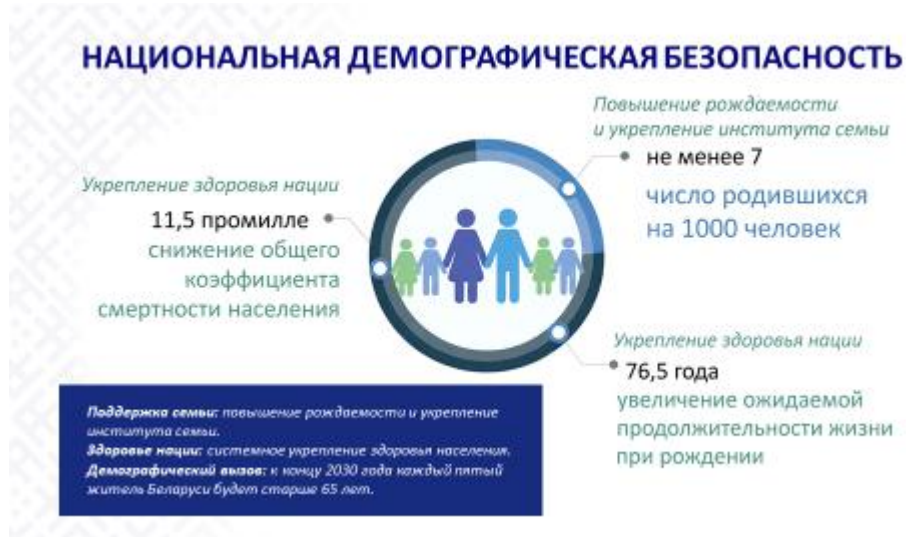 НАЦИОНАЛЬНАЯ ДЕМОГРАФИЧЕСКАЯ БЕЗОПАСНОСТЬ
Повышение рождаемости
и укрепление института семьи
не менее 7
число родившихся
на 1000 человек
Укрепление здоровья нации
11,5 промилле
снижение общего
коэффициента
смертности населения
Укрепление здоровья нации
76,5 года
увеличение ожидаемой
продолжительности жизни
при рождении
Поддержка семьи: повышение рождаемости и укрепление
института семьи.
Здоровье нации: системное укрепление здоровья населения.
Демографический вызов: к концу 2030 года каждый пятый
житель Беларуси будет старше 65 лет.